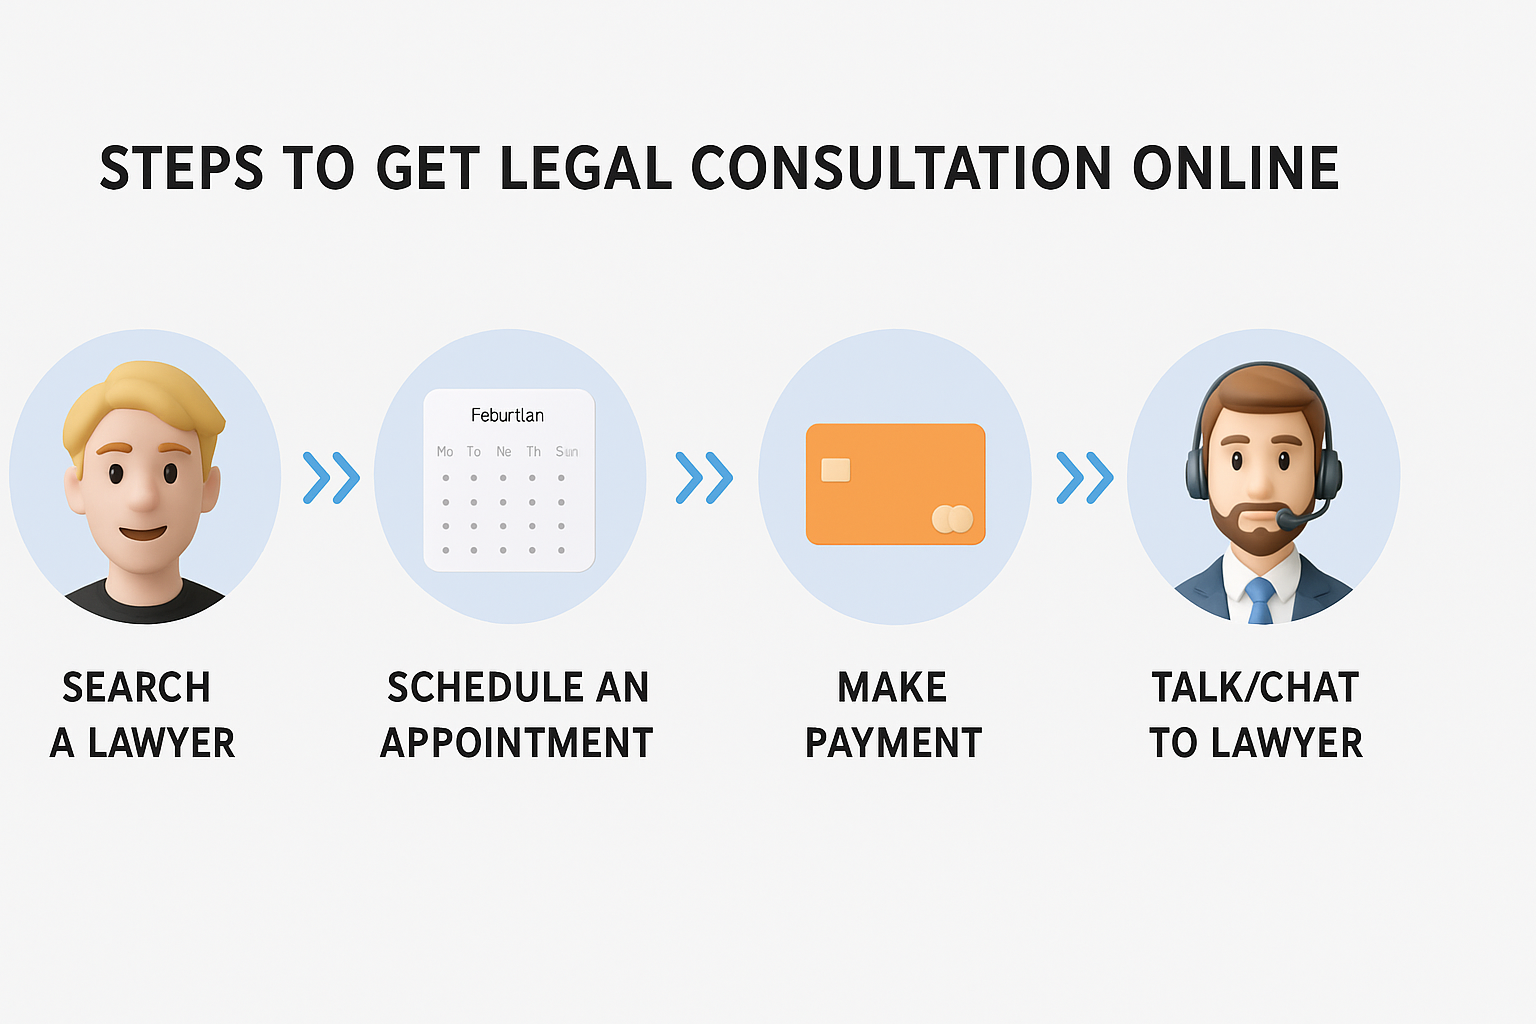 STEPS TO GET LEGAL CONSULTATION ONLINE
Feburtlan
Mo To Ne Th Sun
SEARCH
A LAWYER
SCHEDULE AN
APPOINTMENT
MAKE
PAYMENT
TALK/CHAT
TO LAWYER